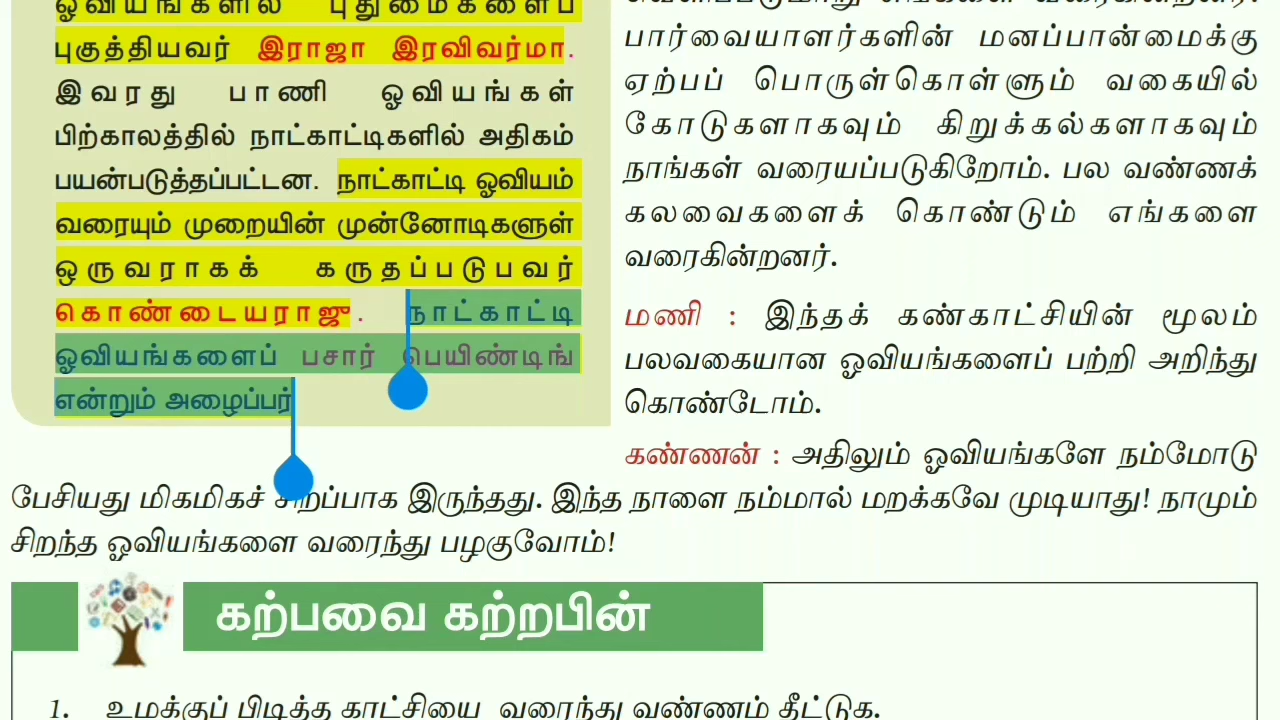 ஓவியங்களில் புதுமைகளைப்
புகுத்தியவர் இராஜா இரவிவர்மா.
இவரது பாணி ஓவியங்கள்
பிற்காலத்தில் நாட்காட்டிகளில் அதிகம்
பயன்படுத்தப்பட்டன. நாட்காட்டி ஓவியம்
வரையும் முறையின் முன்னோடிகளுள்
ஒருவராகக் கருதப்படுபவர்
கொண்டையராஜு. நாட்காட்டி
ஓவியங்களைப் பசார் பெயிண்டிங்
என்றும் அழைப்பர்
பார்வையாளர்களின் மனப்பான்மைக்கு
ஏற்பப் பொருள்கொள்ளும் வகையில்
கோடுகளாகவும் கிறுக்கல்களாகவும்
நாங்கள் வரையப்படுகிறோம். பல வண்ணக்
கலவைகளைக் கொண்டும் எங்களை
வரைகின்றனர்.
மணி : இந்தக் கண்காட்சியின் மூலம்
பலவகையான ஓவியங்களைப் பற்றி அறிந்து
கொண்டோம்.
கண்ணன் : அதிலும் ஓவியங்களே நம்மோடு
பேசியது மிகமிகச் சிறப்பாக இருந்தது. இந்த நாளை நம்மால் மறக்கவே முடியாது! நாமும்
சிறந்த ஓவியங்களை வரைந்து பழகுவோம்!
கற்பவை கற்றபின்
1. உமக்குப் பிடித்த காட்சியை வரைந்து வண்ணம் தீட்டுக.